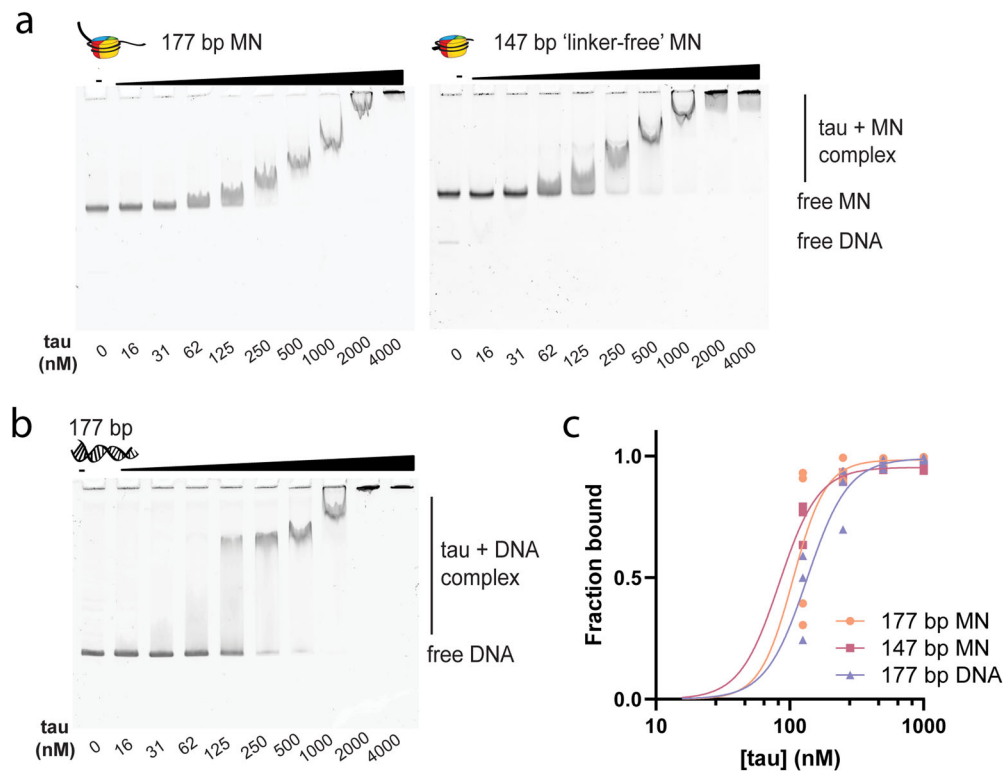 a
177 bp MN
147 bp 'linker-free' MN
-
-
tau + MN
complex
free MN
free DNA
tau
(nM)
0 16 31 62 125 250 500 1000 2000 4000
0 16 31 62 125 250 500 1000 2000 4000
b
177 bp
-
tau + DNA
complex
free DNA
tau
(nM)
0 16 31 62 125 250 500 1000 2000 4000
c
Fraction bound
1.0
0.5
0.0
10 100 1000
[tau] (nM)
177 bp MN
147 bp MN
177 bp DNA